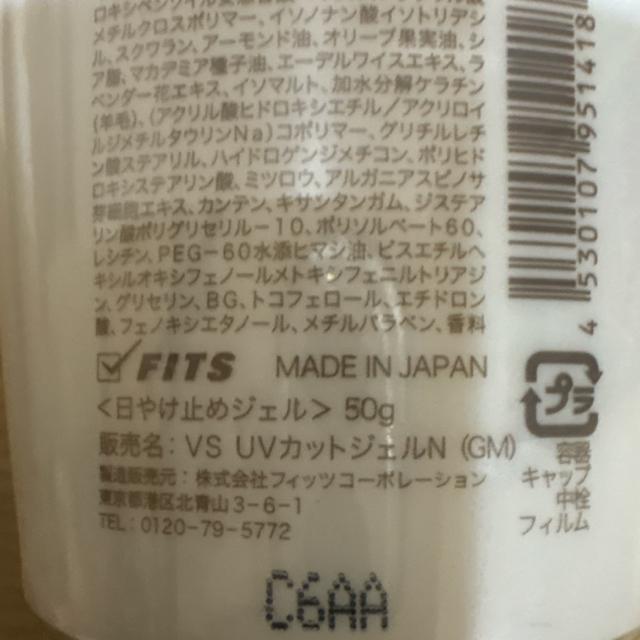 ロキシベヘン酸、イソノナン酸イソトリデシ
メチルクロスポリマー、
ル、スクワラン、アーモンド油、オリーブ果実油、シ
ア脂、マカデミア種子油、エーデルワイスエキス、ラ
ベンダー花エキス、イソマルト、加水分解ケラチン
(羊毛)、(アクリル酸ヒドロキシエチル/アクリロイ
ルジメチルタウリンNa)コポリマー、グリチルレチ
ン酸ステアリル、ハイドロゲンジメチコン、ポリヒド
ロキシステアリン酸、ミツロウ、アルガニアスピノサ
エキス、カンテン、キサンタンガム、ジステア
リン酸ポリグリセリル-10、ポリソルベート60、
レシチン、PEG-60水添ヒマシ油、ビスエチルヘ
キシルオキシフェノールメトキシフェニルトリアジ
ン、グリセリン、BG、トコフェロール、エチドロン
酸、フェノキシエタノール、メチルパラベン、香料
FITS MADE IN JAPAN
<日やけ止めジェル> 50g
販売名: VS UVカットジェルN (GM)
製造販売元: 株式会社フィッツコーポレーション
東京都港区北青山3-6-1
TEL: 0120-79-5772
C6AA
4 530107 951418
プラ
容器
キャップ
中栓
フィルム